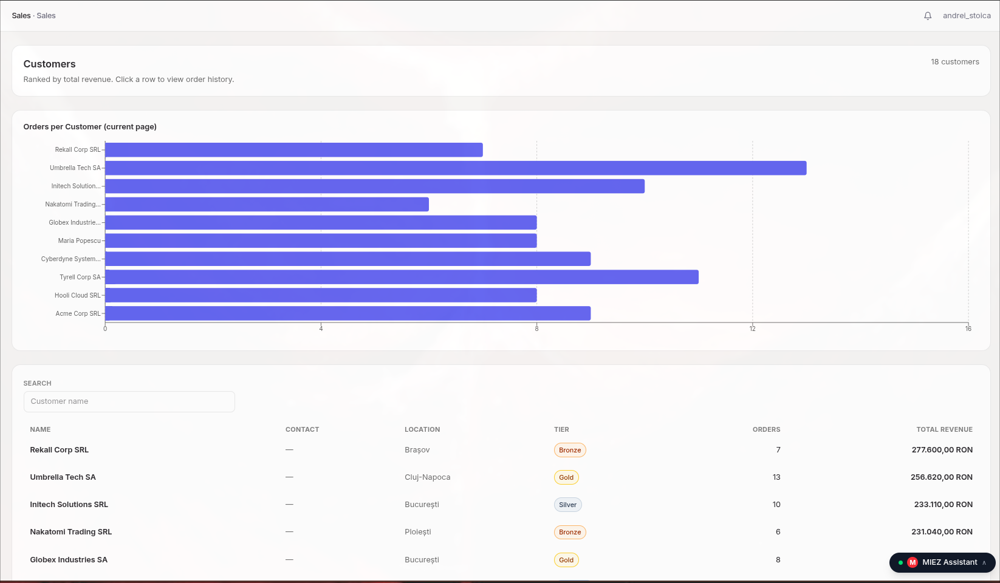 Sales · Sales
andrei_stoica
Customers
18 customers
Ranked by total revenue. Click a row to view order history.
Orders per Customer (current page)
Rekall Corp SRL
Umbrella Tech SA
Initech Solution...
Nakatomi Trading...
Globex Industrie...
Maria Popescu
Cyberdyne System...
Tyrell Corp SA
Hooli Cloud SRL
Acme Corp SRL
0 4 8 12 16
SEARCH
Customer name
NAME CONTACT LOCATION TIER ORDERS TOTAL REVENUE
Rekall Corp SRL — Brașov Bronze 7 277.600,00 RON
Umbrella Tech SA — Cluj-Napoca Gold 13 256.620,00 RON
Initech Solutions SRL — București Silver 10 233.110,00 RON
Nakatomi Trading SRL — Ploiești Bronze 6 231.040,00 RON
Globex Industries SA — București Gold 8
M MIEZ Assistant